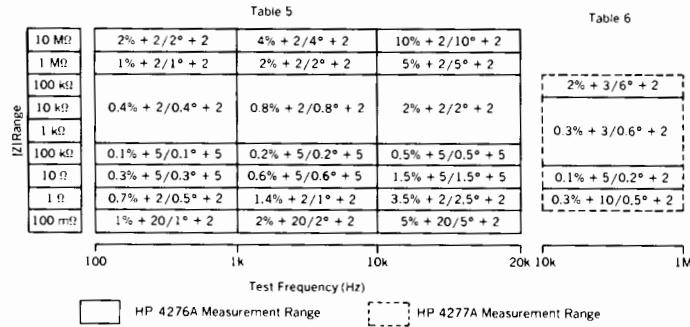 Table 5
Table 6
|Z| Range
10 MΩ 2% + 2/2° + 2 4% + 2/4° + 2 10% + 2/10° + 2
1 MΩ 1% + 2/1° + 2 2% + 2/2° + 2 5% + 2/5° + 2
100 kΩ 2% + 3/6° + 2
10 kΩ 0.4% + 2/0.4° + 2 0.8% + 2/0.8° + 2 2% + 2/2° + 2
1 kΩ 0.3% + 3/0.6° + 2
100 kΩ 0.1% + 5/0.1° + 5 0.2% + 5/0.2° + 5 0.5% + 5/0.5° + 5
10 Ω 0.3% + 5/0.3° + 5 0.6% + 5/0.6° + 5 1.5% + 5/1.5° + 5 0.1% + 5/0.2° + 2
1 Ω 0.7% + 2/0.5° + 2 1.4% + 2/1° + 2 3.5% + 2/2.5° + 2 0.3% + 10/0.5° + 2
100 mΩ 1% + 20/1° + 2 2% + 20/2° + 2 5% + 20/5° + 2
100 1k 10k 20k 10k 1M
Test Frequency (Hz)
HP 4276A Measurement Range
HP 4277A Measurement Range